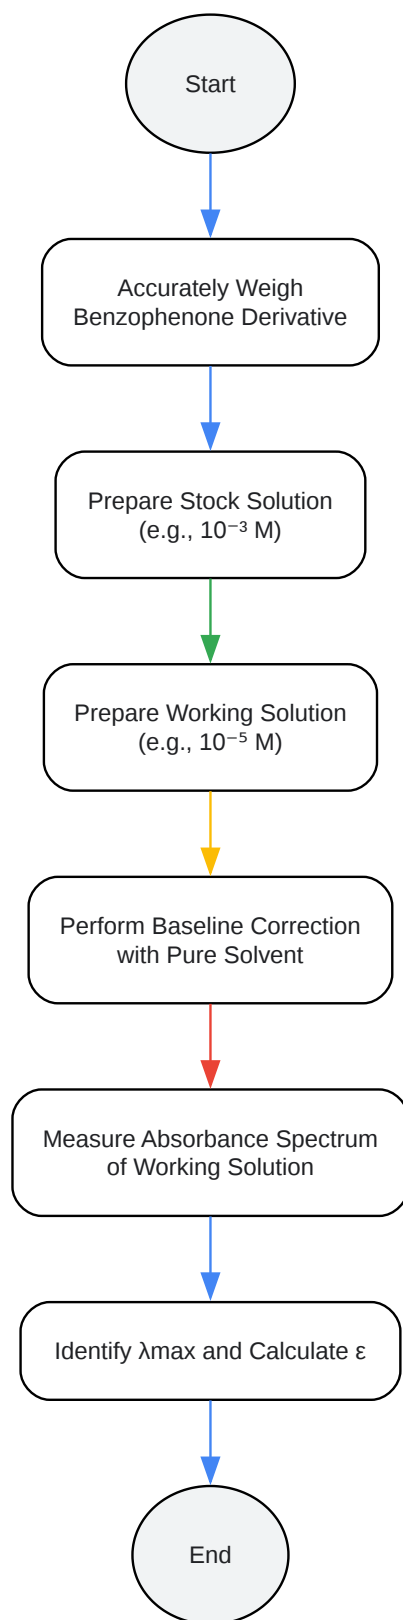 Start
Accurately Weigh
Benzophenone Derivative
Prepare Stock Solution
(e.g., 10⁻³ M)
Prepare Working Solution
(e.g., 10⁻⁵ M)
Perform Baseline Correction
with Pure Solvent
Measure Absorbance Spectrum
of Working Solution
Identify λmax and Calculate ε
End